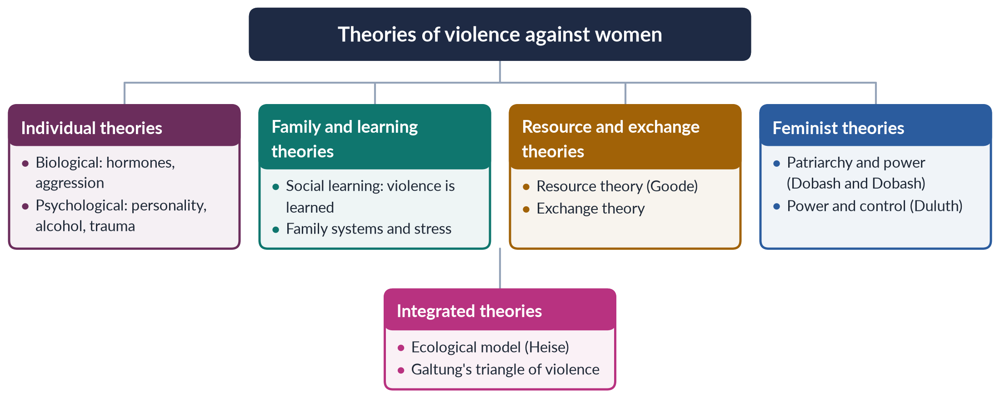 Theories of violence against women
Individual theories
Biological: hormones,
aggression
Psychological: personality,
alcohol, trauma
Family and learning
theories
Social learning: violence is
learned
Family systems and stress
Resource and exchange
theories
Resource theory (Goode)
Exchange theory
Feminist theories
Patriarchy and power
(Dobash and Dobash)
Power and control (Duluth)
Integrated theories
Ecological model (Heise)
Galtung's triangle of violence